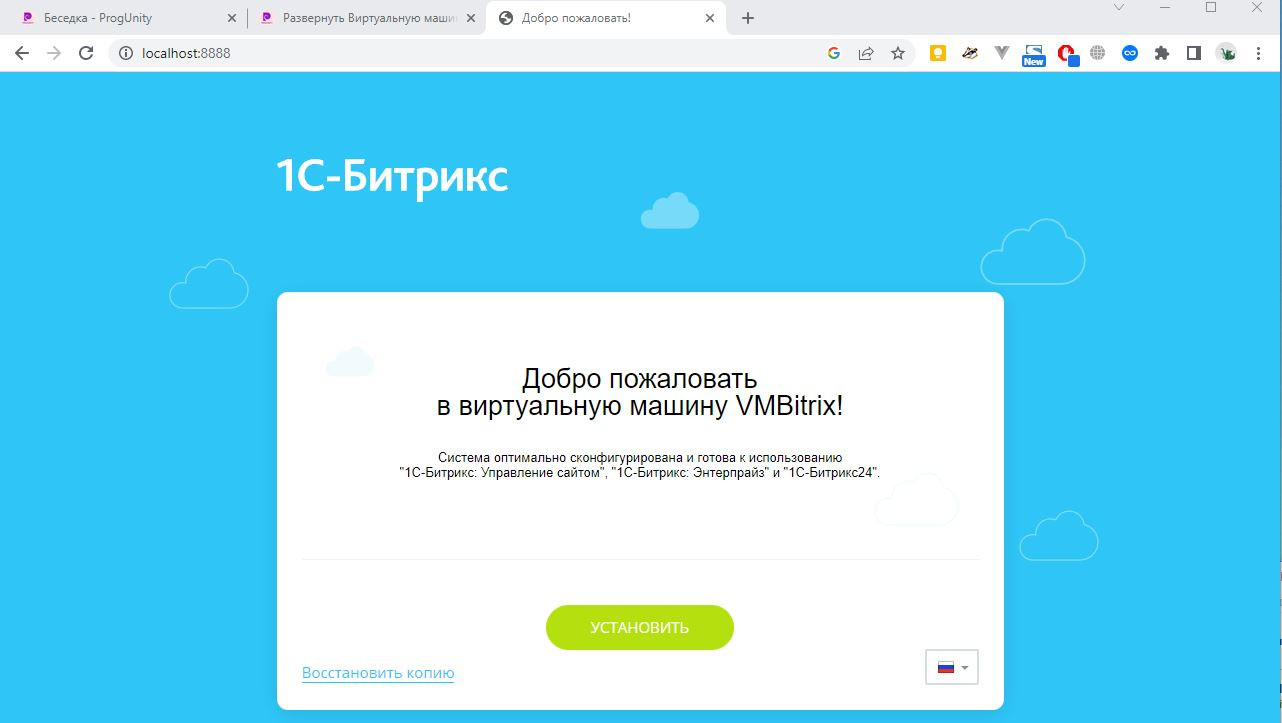 Беседка - ProgUnity
Развернуть Виртуальную маши
Добро пожаловать!
localhost:8888
New
1С-Битрикс
Добро пожаловать
в виртуальную машину VMBitrix!
Система оптимально сконфигурирована и готова к использованию
"1С-Битрикс: Управление сайтом", "1С-Битрикс: Энтерпрайз" и "1С-Битрикс24".
УСТАНОВИТЬ
Восстановить копию